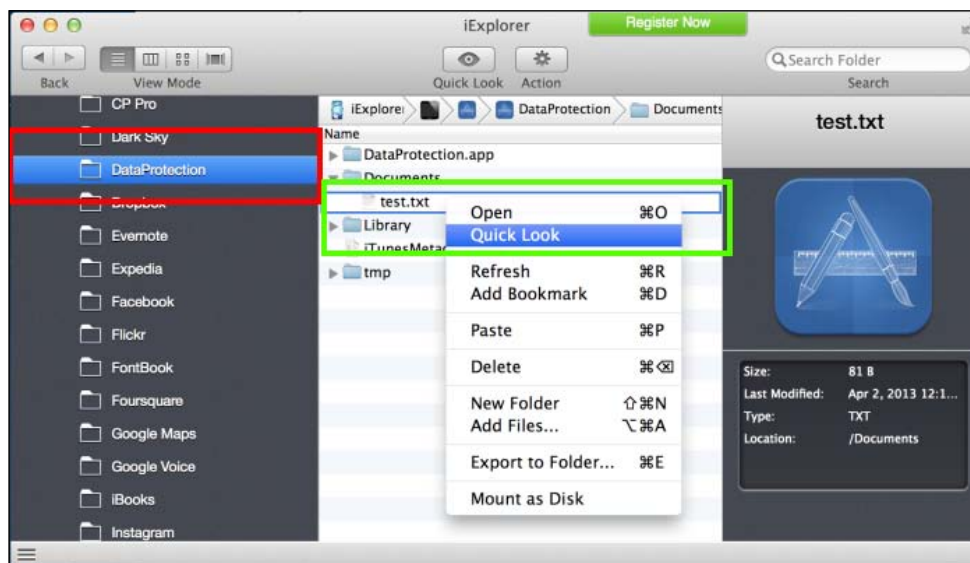 iExplorer
Register Now
Back
View Mode
Quick Look
Action
Search Folder
Search
CP Pro
Dark Sky
DataProtection
Dropbox
Evernote
Expedia
Facebook
Flickr
FontBook
Foursquare
Google Maps
Google Voice
iBooks
Instagram
iExplorer
DataProtection
Documents
Name
DataProtection.app
Documents
test.txt
Library
iTunesMetad
tmp
Open ⌘O
Quick Look
Refresh ⌘R
Add Bookmark ⌘D
Paste ⌘P
Delete ⌘⌫
New Folder ⇧⌘N
Add Files... ⌥⌘A
Export to Folder... ⌘E
Mount as Disk
test.txt
Size: 81 B
Last Modified: Apr 2, 2013 12:1...
Type: TXT
Location: /Documents